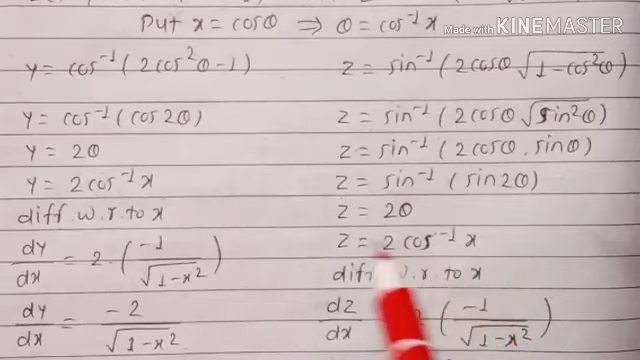 Put x = cosθ ⇒ θ = cos⁻¹x
Made with KINEMASTER
y = cos⁻¹(2cos²θ-1)
y = cos⁻¹(cos2θ)
y = 2θ
y = 2cos⁻¹x
diff. w.r. to x
dy/dx = 2·(-1/√1-x²)
dy/dx = -2/√1-x²
z = sin⁻¹(2cosθ √1-cos²θ)
z = sin⁻¹(2cosθ √sin²θ)
z = sin⁻¹(2cosθ.sinθ)
z = sin⁻¹(sin2θ)
z = 2θ
z = 2cos⁻¹x
w.r. to x
dz/dx (-1/√1-x²)